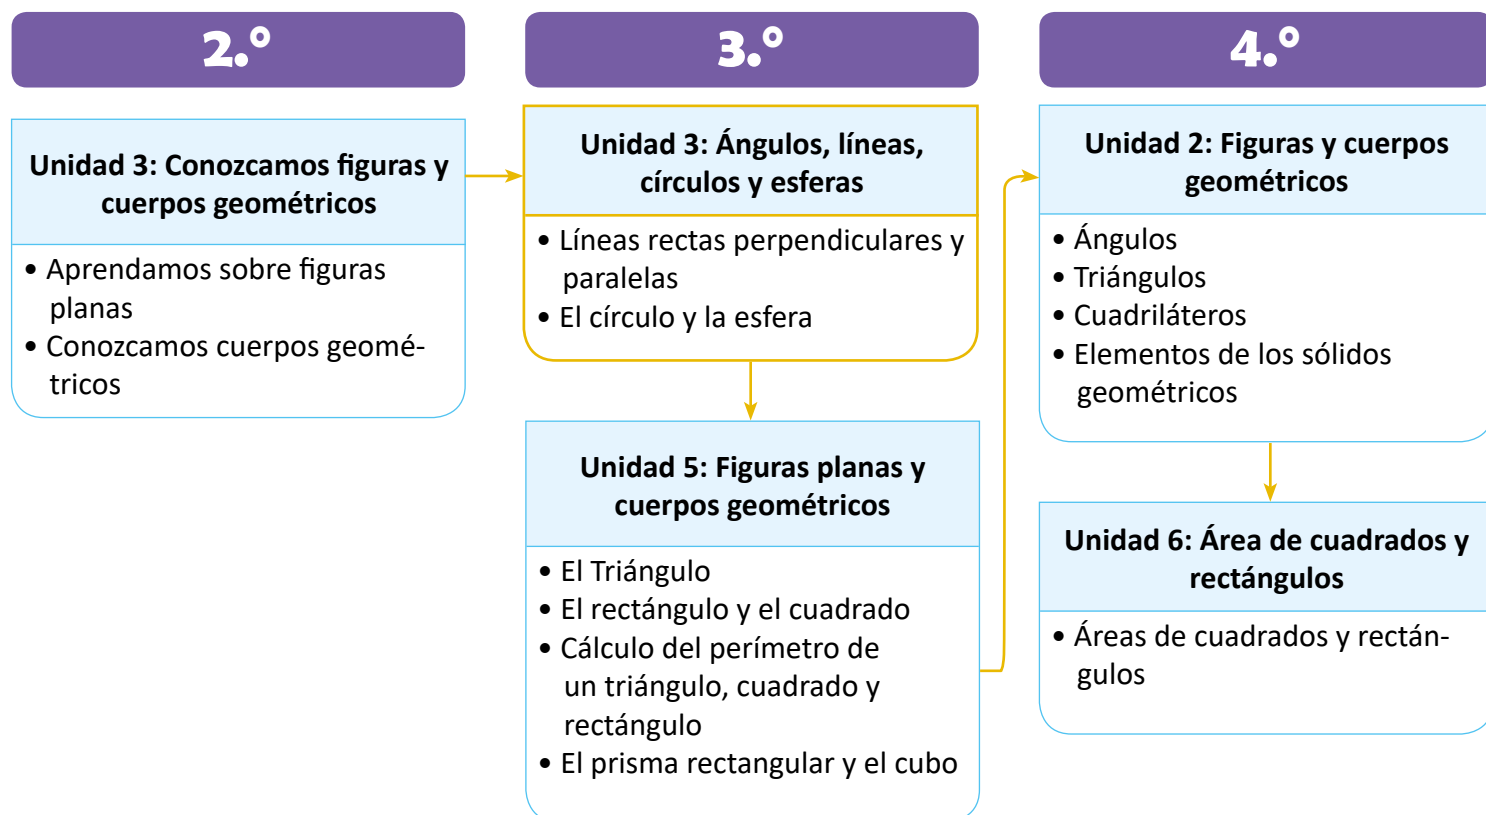 2.º
3.º
4.º
Unidad 3: Conozcamos figuras y
cuerpos geométricos
• Aprendamos sobre figuras
planas
• Conozcamos cuerpos geomé-
tricos
Unidad 3: Ángulos, líneas,
círculos y esferas
• Líneas rectas perpendiculares y
paralelas
• El círculo y la esfera
Unidad 5: Figuras planas y
cuerpos geométricos
• El Triángulo
• El rectángulo y el cuadrado
• Cálculo del perímetro de
un triángulo, cuadrado y
rectángulo
• El prisma rectangular y el cubo
Unidad 2: Figuras y cuerpos
geométricos
• Ángulos
• Triángulos
• Cuadriláteros
• Elementos de los sólidos
geométricos
Unidad 6: Área de cuadrados y
rectángulos
• Áreas de cuadrados y rectán-
gulos